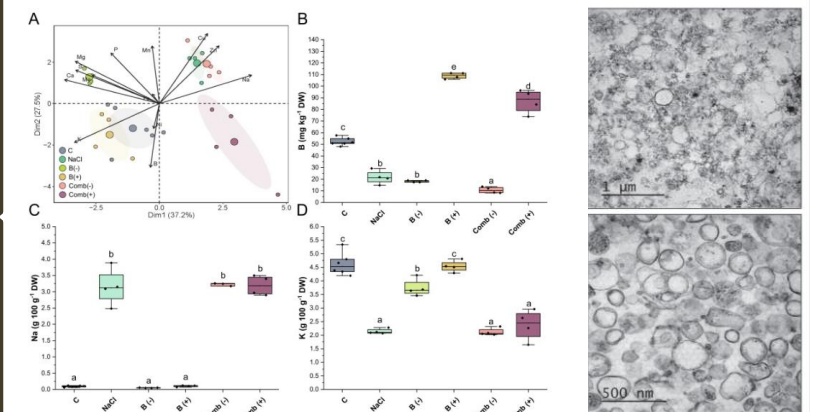 A
Cu
Zn
Mn
P
Mg
Ca
Na
K
B
Dim2 (27.5%)
2
0
−2
−4
−2.5
0.0
2.5
5.0
Dim1 (37.2%)
C
NaCl
B(-)
B(+)
Comb(-)
Comb(+)
B
B (mg kg⁻¹ DW)
140
130
120
110
100
90
80
70
60
50
40
30
20
10
0
c
b
b
e
a
d
C
NaCl
B (-)
B (+)
Comb (-)
Comb (+)
1 µm
C
Na (g 100 g⁻¹ DW)
5.0
4.5
4.0
3.5
3.0
2.5
2.0
1.5
1.0
0.5
0.0
a
b
a
a
b
b
C
NaCl
B (-)
B (+)
D
K (g 100 g⁻¹ DW)
6.0
5.5
5.0
4.5
4.0
3.5
3.0
2.5
2.0
1.5
1.0
0.5
0.0
c
a
b
c
a
a
C
NaCl
B (-)
B (+)
500 nm